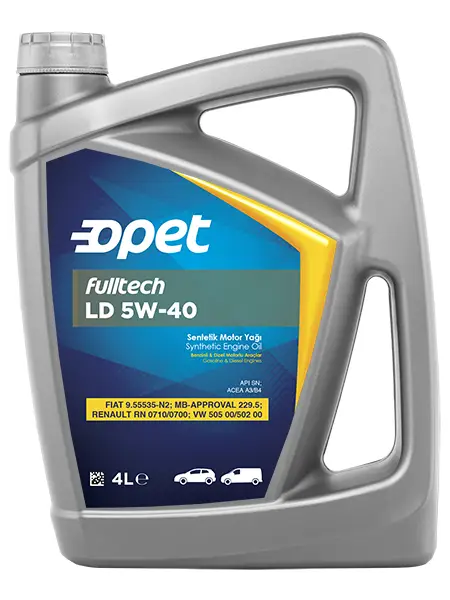 opet
fulltech
LD 5W-40
Sentetik Motor Yağı
Synthetic Engine Oil
Benzinli & Dizel Motorlu Araçlar
Gasoline & Diesel Engines
API SN;
ACEA A3/B4
FIAT 9.55535-N2; MB-APPROVAL 229.5;
RENAULT RN 0710/0700; VW 505 00/502 00
4L℮